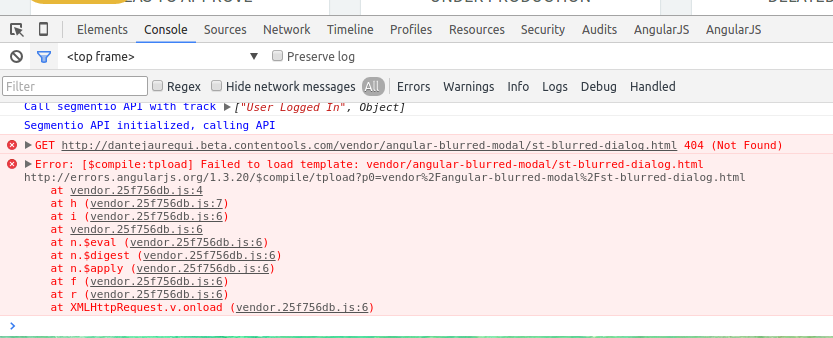 UNDER PRODUCTION
Elements Console Sources Network Timeline Profiles Resources Security Audits AngularJS AngularJS
<top frame> Preserve log
Filter Regex Hide network messages All Errors Warnings Info Logs Debug Handled
Call segmentio API with track ["User Logged In", Object]
Segmentio API initialized, calling API
GET http://dantejauregui.beta.contentools.com/vendor/angular-blurred-modal/st-blurred-dialog.html 404 (Not Found)
Error: [$compile:tpload] Failed to load template: vendor/angular-blurred-modal/st-blurred-dialog.html
http://errors.angularjs.org/1.3.20/$compile/tpload?p0=vendor%2Fangular-blurred-modal%2Fst-blurred-dialog.html
at vendor.25f756db.js:4
at h (vendor.25f756db.js:7)
at i (vendor.25f756db.js:6)
at vendor.25f756db.js:6
at n.$eval (vendor.25f756db.js:6)
at n.$digest (vendor.25f756db.js:6)
at n.$apply (vendor.25f756db.js:6)
at f (vendor.25f756db.js:6)
at r (vendor.25f756db.js:6)
at XMLHttpRequest.v.onload (vendor.25f756db.js:6)